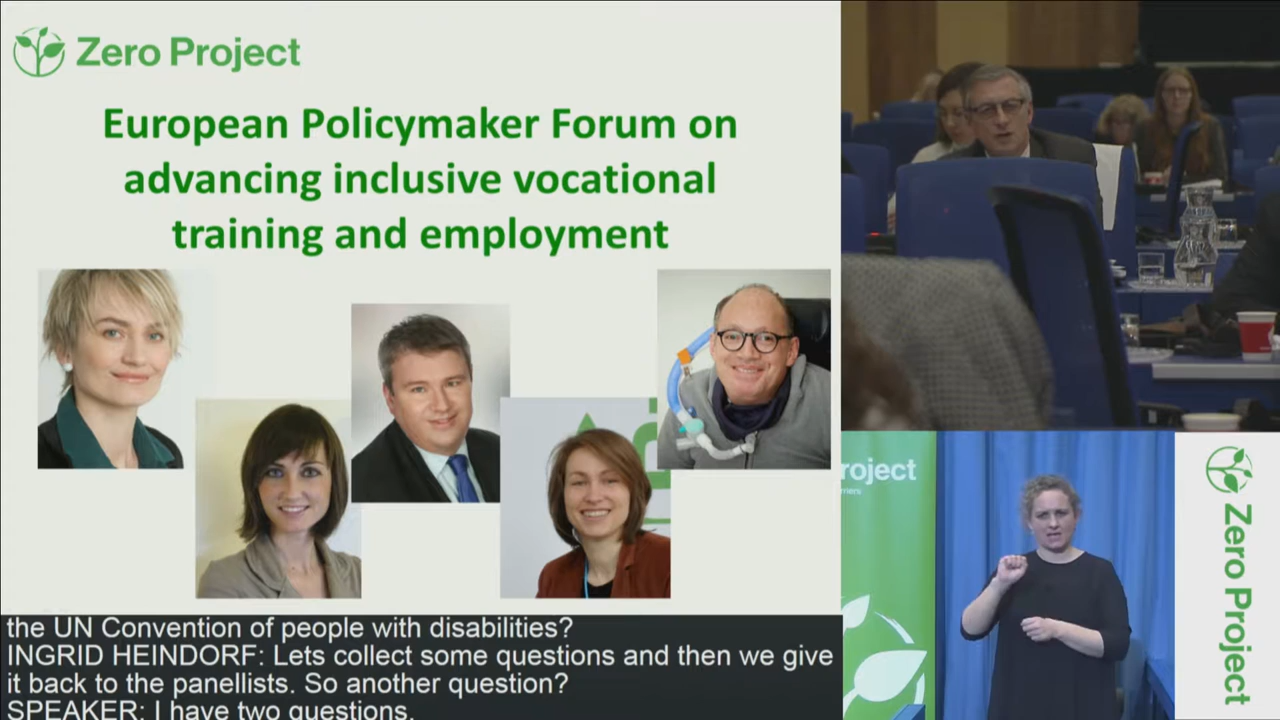 Zero Project
European Policymaker Forum on
advancing inclusive vocational
training and employment
the UN Convention of people with disabilities?
INGRID HEINDORF: Lets collect some questions and then we give
it back to the panellists. So another question?
SPEAKER: I have two questions.
roject
rriers
Zero Project